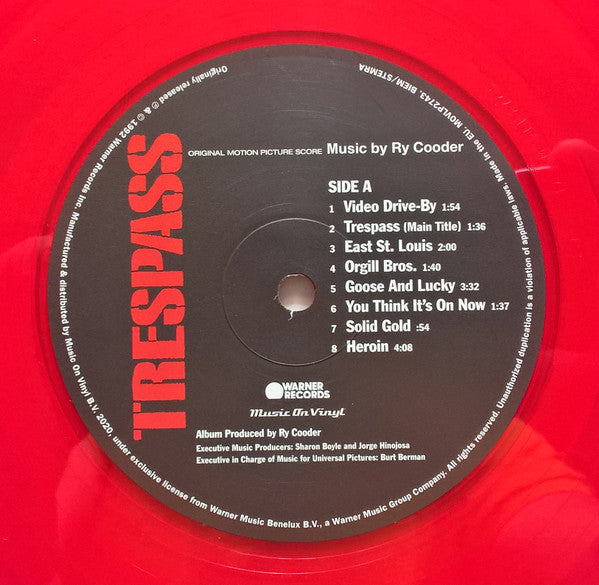 TRESPASS
ORIGINAL MOTION PICTURE SCORE Music by Ry Cooder
SIDE A
1 Video Drive-By 1:54
2 Trespass (Main Title) 1:36
3 East St. Louis 2:00
4 Orgill Bros. 1:40
5 Goose And Lucky 3:32
6 You Think It's On Now 1:37
7 Solid Gold :54
8 Heroin 4:08
WARNER
RECORDS
Music On Vinyl
Album Produced by Ry Cooder
Executive Music Producers: Sharon Boyle and Jorge Hinojosa
Executive in Charge of Music for Universal Pictures: Burt Berman
Originally released ℗ & © 1992 Warner Records Inc. Manufactured & distributed by Music On Vinyl B.V. 2020, under exclusive license from Warner Music Benelux B.V., a Warner Music Group Company. All rights reserved. Unauthorized duplication is a violation of applicable laws. Made in the EU. MOVLP2743. BIEM/STEMRA